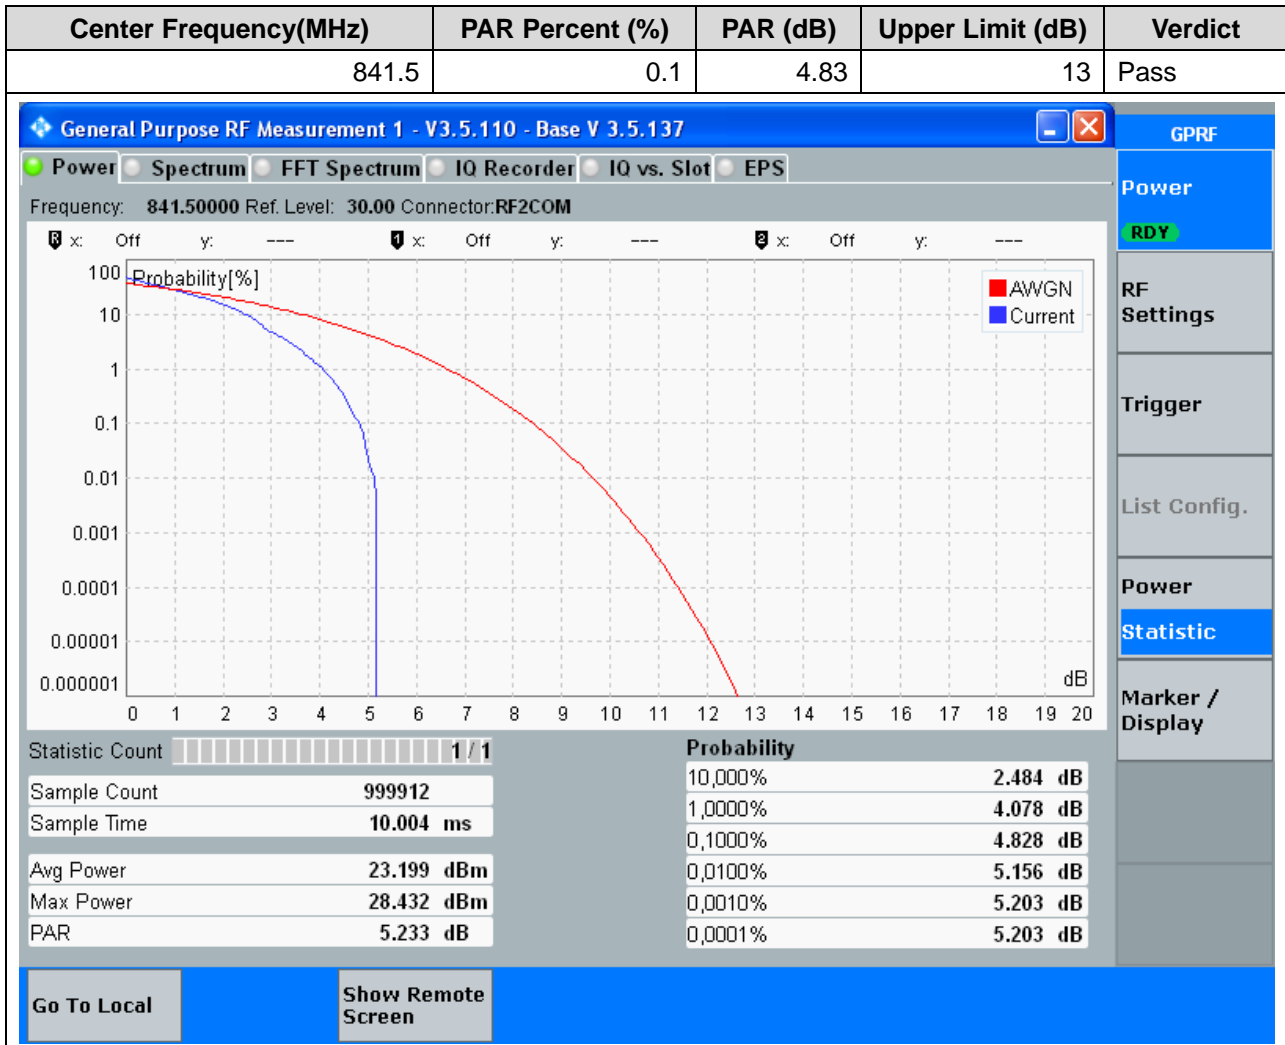 Center Frequency(MHz) PAR Percent (%) PAR (dB) Upper Limit (dB) Verdict
841.5 0.1 4.83 13 Pass
General Purpose RF Measurement 1 - V3.5.110 - Base V 3.5.137
GPRF
Power Spectrum FFT Spectrum IQ Recorder IQ vs. Slot EPS
Frequency: 841.50000 Ref. Level: 30.00 Connector:RF2COM
Power
RDY
R x: Off y: --- 1 x: Off y: --- 2 x: Off y: ---
Probability[%]
100
10
1
0.1
0.01
0.001
0.0001
0.00001
0.000001
AWGN
Current
dB
0 1 2 3 4 5 6 7 8 9 10 11 12 13 14 15 16 17 18 19 20
RF
Settings
Trigger
List Config.
Power
Statistic
Marker /
Display
Statistic Count 1 / 1
Sample Count 999912
Sample Time 10.004 ms
Avg Power 23.199 dBm
Max Power 28.432 dBm
PAR 5.233 dB
Probability
10,000% 2.484 dB
1,0000% 4.078 dB
0,1000% 4.828 dB
0,0100% 5.156 dB
0,0010% 5.203 dB
0,0001% 5.203 dB
Go To Local
Show Remote
Screen